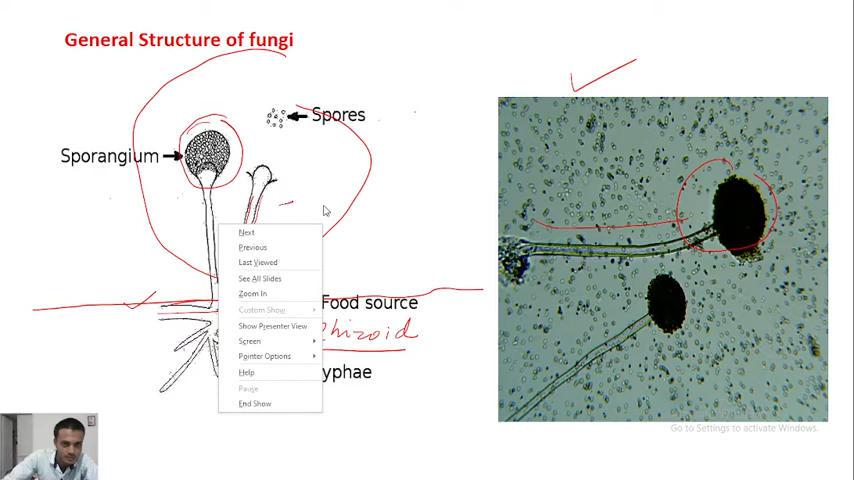 General Structure of fungi
Spores
Sporangium
Next
Previous
Last Viewed
See All Slides
Zoom In
Custom Show
Show Presenter View
Screen
Pointer Options
Help
Pause
End Show
Food source
hizoid
yphae
Go to Settings to activate Windows.